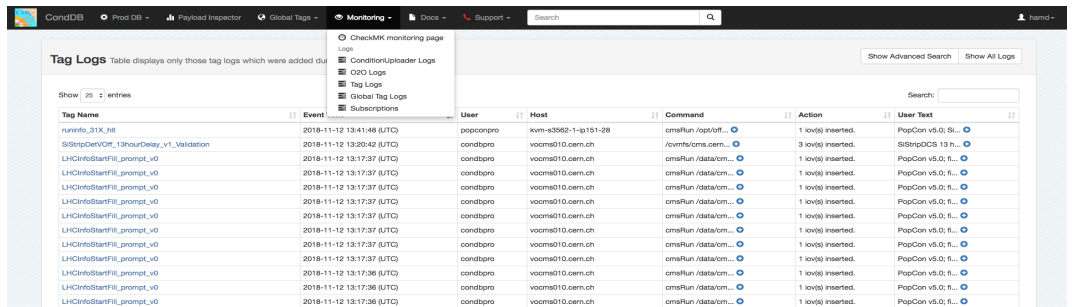 CondDB Prod DB Payload Inspector Global Tags Monitoring Docs Support Search hamd
CheckMK monitoring page
Logs
ConditionUploader Logs
O2O Logs
Tag Logs
Global Tag Logs
Subscriptions
Tag Logs Table displays only those tag logs which were added du
Show Advanced Search Show All Logs
Show 25 entries Search:
Tag Name Event User Host Command Action User Text
runinfo_31X_hlt 2018-11-12 13:41:48 (UTC) popconpro kvm-s3562-1-ip151-28 cmsRun /opt/off... 1 iov(s) inserted. PopCon v5.0; Si...
SiStripDetVOff_13hourDelay_v1_Validation 2018-11-12 13:20:42 (UTC) condbpro vocms010.cern.ch /cvmfs/cms.cern... 3 iov(s) inserted. SiStripDCS 13 h...
LHCInfoStartFill_prompt_v0 2018-11-12 13:17:37 (UTC) condbpro vocms010.cern.ch cmsRun /data/cm... 1 iov(s) inserted. PopCon v5.0; fi...
LHCInfoStartFill_prompt_v0 2018-11-12 13:17:37 (UTC) condbpro vocms010.cern.ch cmsRun /data/cm... 1 iov(s) inserted. PopCon v5.0; fi...
LHCInfoStartFill_prompt_v0 2018-11-12 13:17:37 (UTC) condbpro vocms010.cern.ch cmsRun /data/cm... 1 iov(s) inserted. PopCon v5.0; fi...
LHCInfoStartFill_prompt_v0 2018-11-12 13:17:37 (UTC) condbpro vocms010.cern.ch cmsRun /data/cm... 1 iov(s) inserted. PopCon v5.0; fi...
LHCInfoStartFill_prompt_v0 2018-11-12 13:17:37 (UTC) condbpro vocms010.cern.ch cmsRun /data/cm... 1 iov(s) inserted. PopCon v5.0; fi...
LHCInfoStartFill_prompt_v0 2018-11-12 13:17:37 (UTC) condbpro vocms010.cern.ch cmsRun /data/cm... 1 iov(s) inserted. PopCon v5.0; fi...
LHCInfoStartFill_prompt_v0 2018-11-12 13:17:37 (UTC) condbpro vocms010.cern.ch cmsRun /data/cm... 1 iov(s) inserted. PopCon v5.0; fi...
LHCInfoStartFill_prompt_v0 2018-11-12 13:17:37 (UTC) condbpro vocms010.cern.ch cmsRun /data/cm... 1 iov(s) inserted. PopCon v5.0; fi...
LHCInfoStartFill_prompt_v0 2018-11-12 13:17:36 (UTC) condbpro vocms010.cern.ch cmsRun /data/cm... 1 iov(s) inserted. PopCon v5.0; fi...
LHCInfoStartFill_prompt_v0 2018-11-12 13:17:36 (UTC) condbpro vocms010.cern.ch cmsRun /data/cm... 1 iov(s) inserted. PopCon v5.0; fi...
LHCInfoStartFill_prompt_v0 2018-11-12 13:17:36 (UTC) condbpro vocms010.cern.ch cmsRun /data/cm... 1 iov(s) inserted. PopCon v5.0; fi...